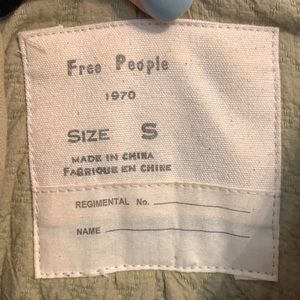 Free People
1970
SIZE S
MADE IN CHINA
FABRIQUE EN CHINE
REGIMENTAL No.
NAME